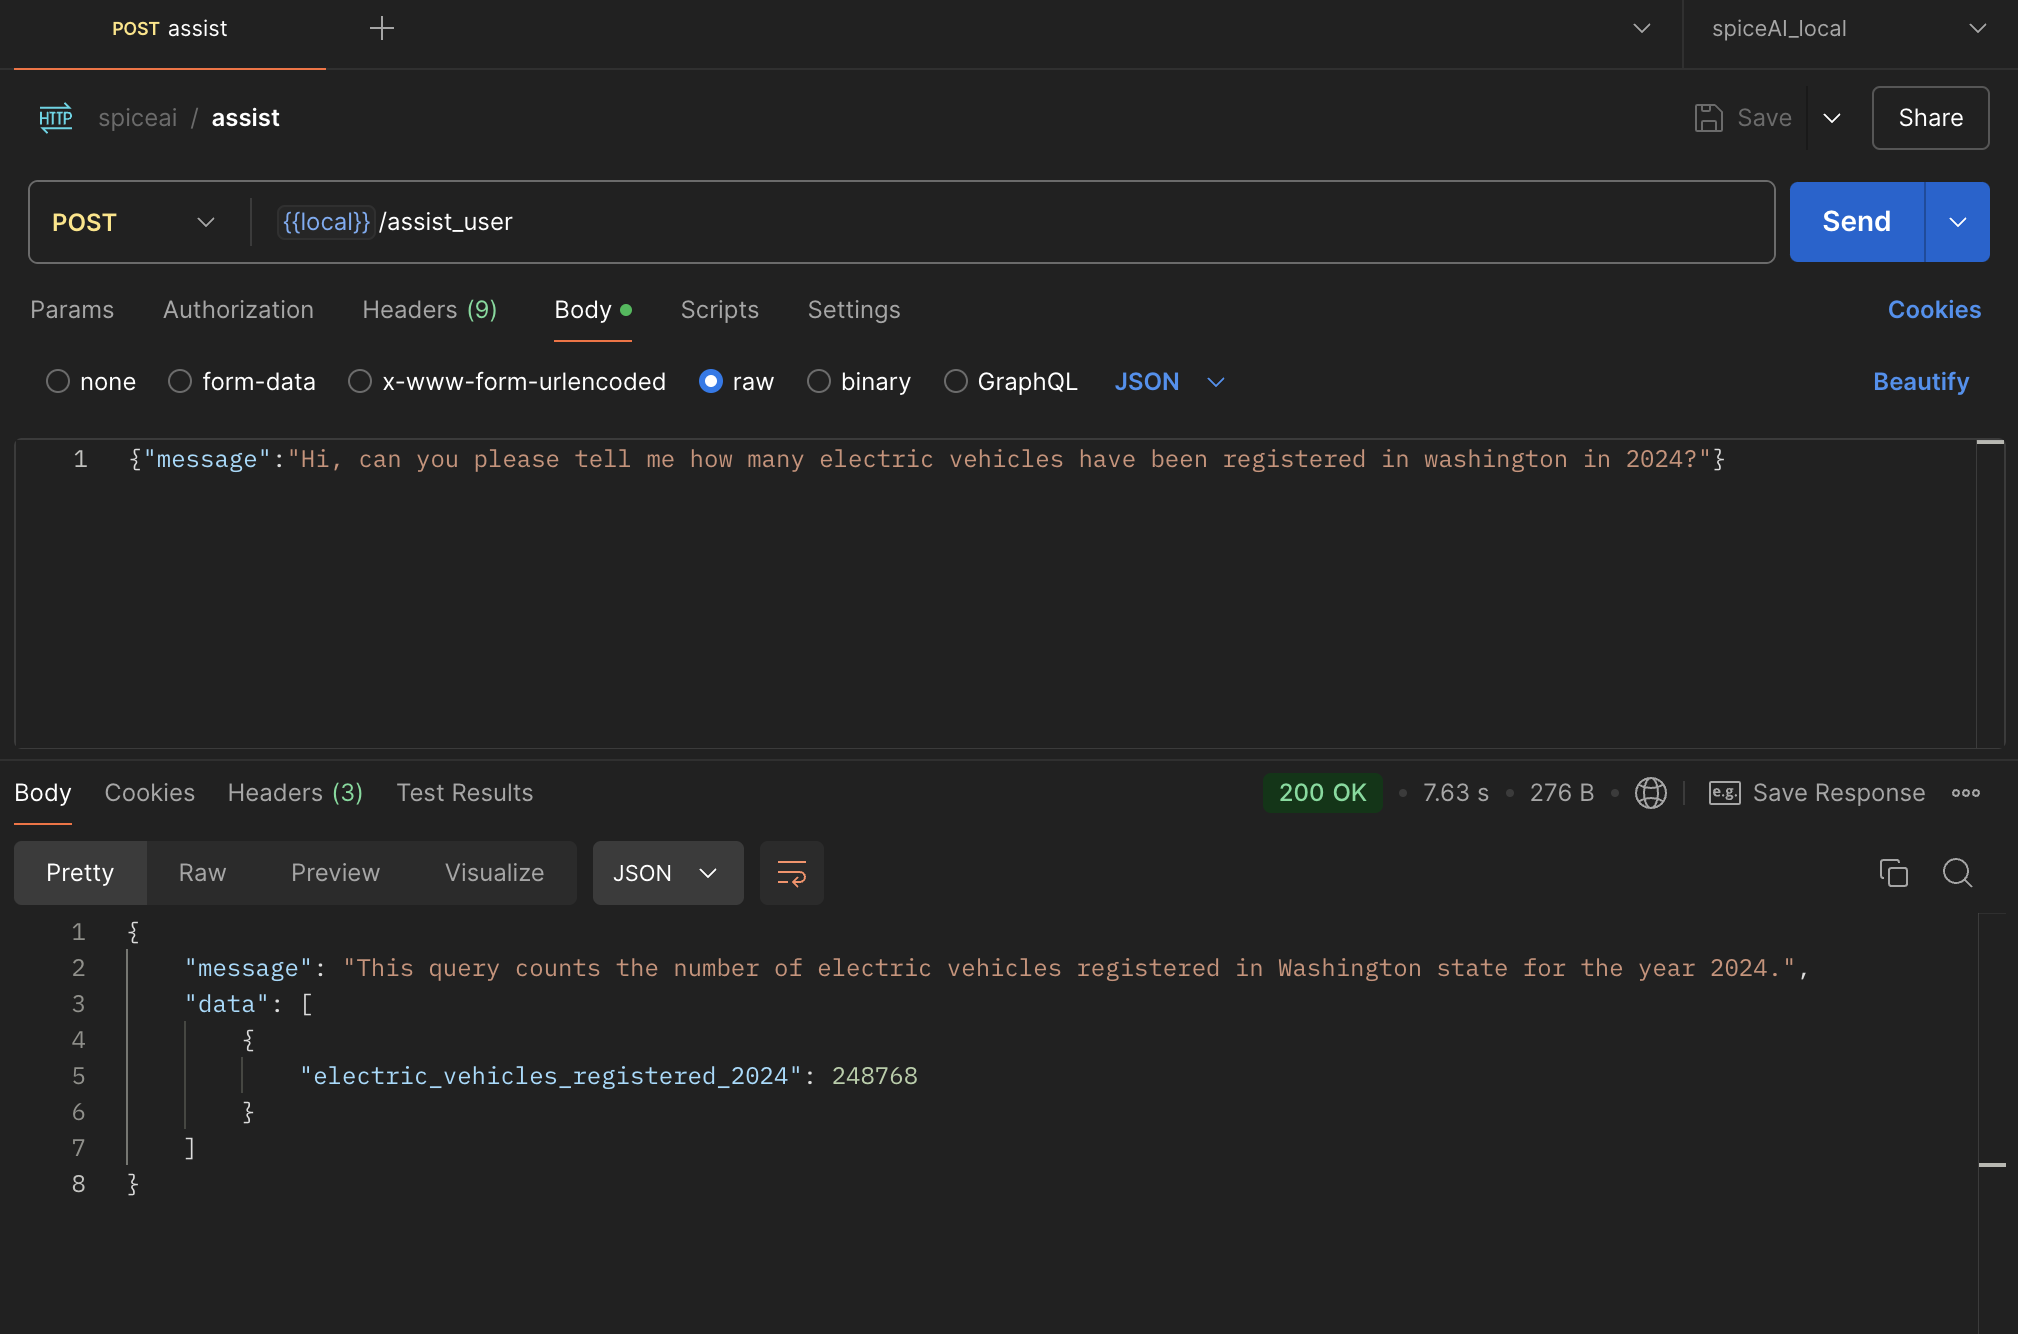 POST assist
spiceAI_local
HTTP spiceai / assist
Save
Share
POST {{local}}/assist_user
Send
Params Authorization Headers (9) Body Scripts Settings Cookies
none form-data x-www-form-urlencoded raw binary GraphQL JSON Beautify
1 {"message":"Hi, can you please tell me how many electric vehicles have been registered in washington in 2024?"}
Body Cookies Headers (3) Test Results 200 OK • 7.63 s • 276 B • e.g. Save Response
Pretty Raw Preview Visualize JSON
1 {
2 "message": "This query counts the number of electric vehicles registered in Washington state for the year 2024.",
3 "data": [
4 {
5 "electric_vehicles_registered_2024": 248768
6 }
7 ]
8 }